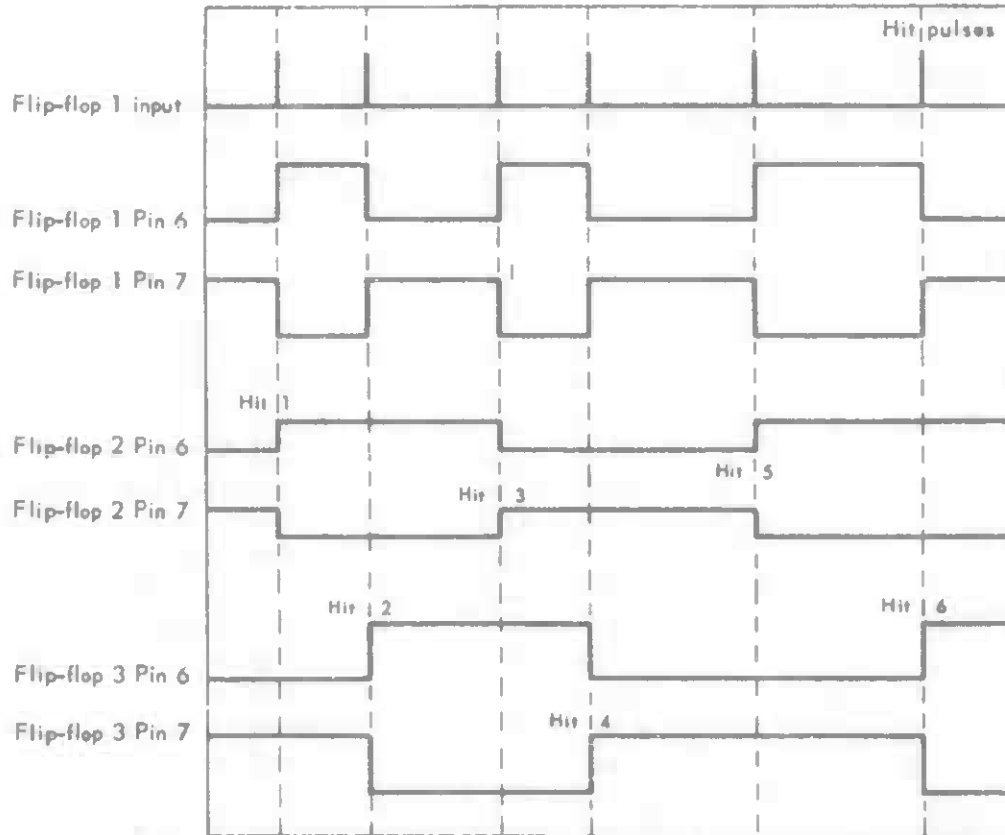 Hit pulses
Flip-flop 1 input
Flip-flop 1 Pin 6
Flip-flop 1 Pin 7
Hit 1
Flip-flop 2 Pin 6
Hit 5
Hit 3
Flip-flop 2 Pin 7
Hit 2
Hit 6
Flip-flop 3 Pin 6
Hit 4
Flip-flop 3 Pin 7